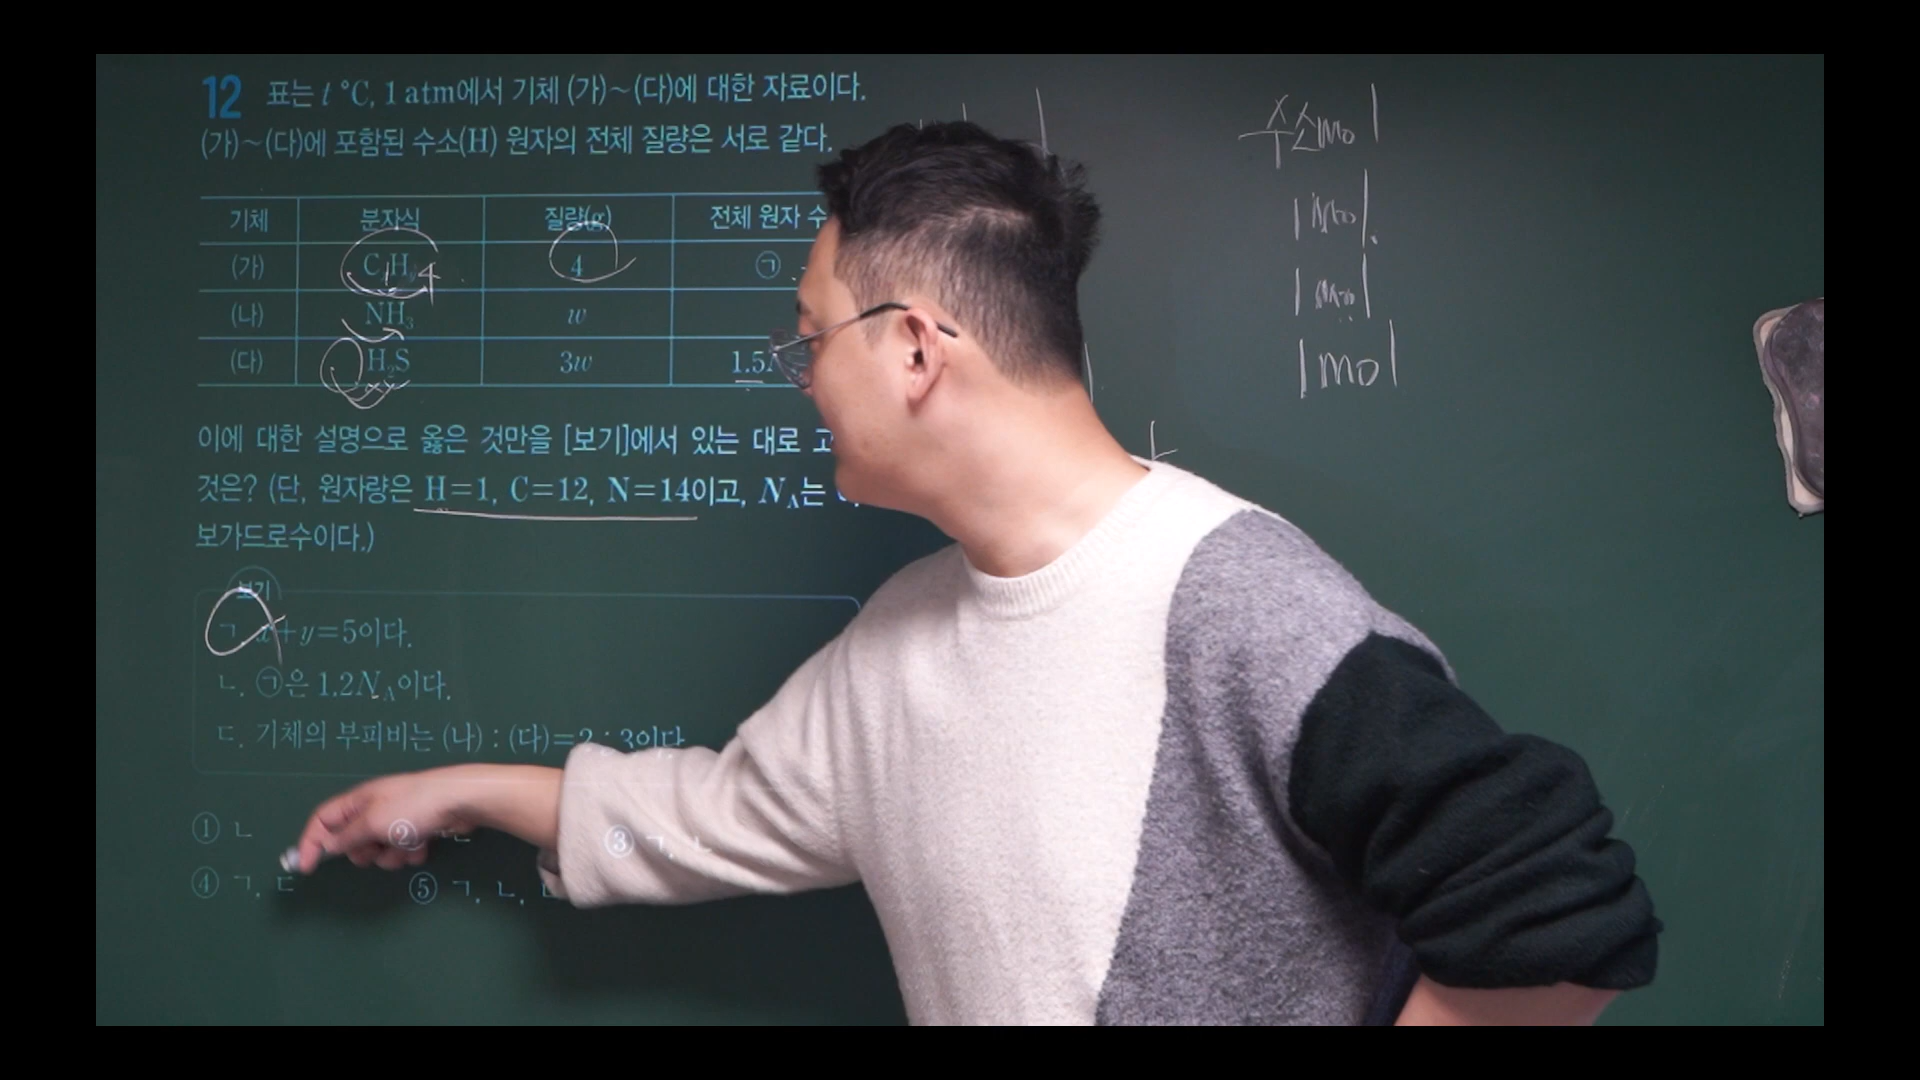 12 표는 t °C, 1 atm에서 기체 (가)~(다)에 대한 자료이다.
(가)~(다)에 포함된 수소(H) 원자의 전체 질량은 서로 같다.
기체 분자식 질량(g) 전체 원자 수
(가) 4 ㉠
(나) NH₃ w
(다) H₂S 3w 1.5
이에 대한 설명으로 옳은 것만을 [보기]에서 있는 대로 고
것은? (단, 원자량은 H=1, C=12, N=14이고, N_A는
보가드로수이다.)
보기
ㄱ. x+y=5이다.
ㄴ. ㉠은 1.2N_A이다.
ㄷ. 기체의 부피비는 (나) : (다)=2 : 3이다
① ㄴ ② ③ ㄱ, ㄴ
④ ㄱ, ㄷ ⑤ ㄱ, ㄴ, ㄷ
수소mol
1mol
1mol
1mol